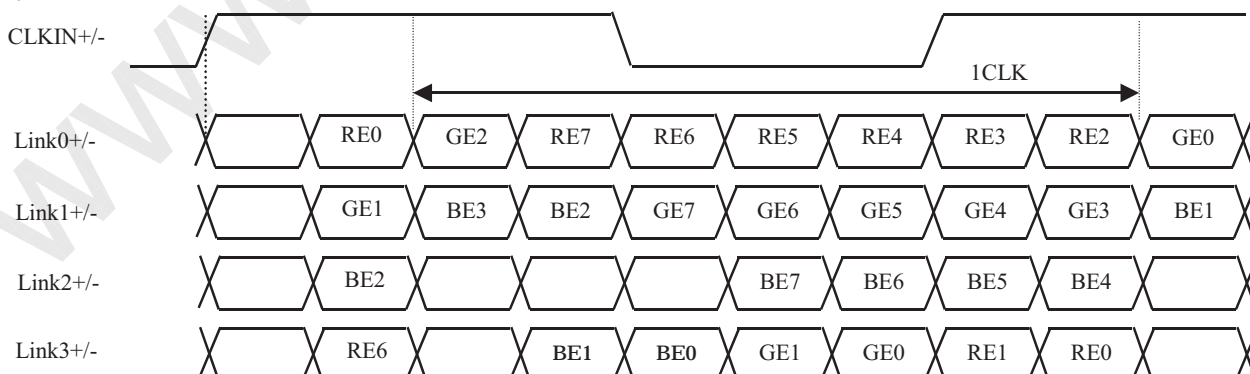 CLKIN+/-
1CLK
Link0+/- RE0 GE2 RE7 RE6 RE5 RE4 RE3 RE2 GE0
Link1+/- GE1 BE3 BE2 GE7 GE6 GE5 GE4 GE3 BE1
Link2+/- BE2 BE7 BE6 BE5 BE4
Link3+/- RE6 BE1 BE0 GE1 GE0 RE1 RE0
www